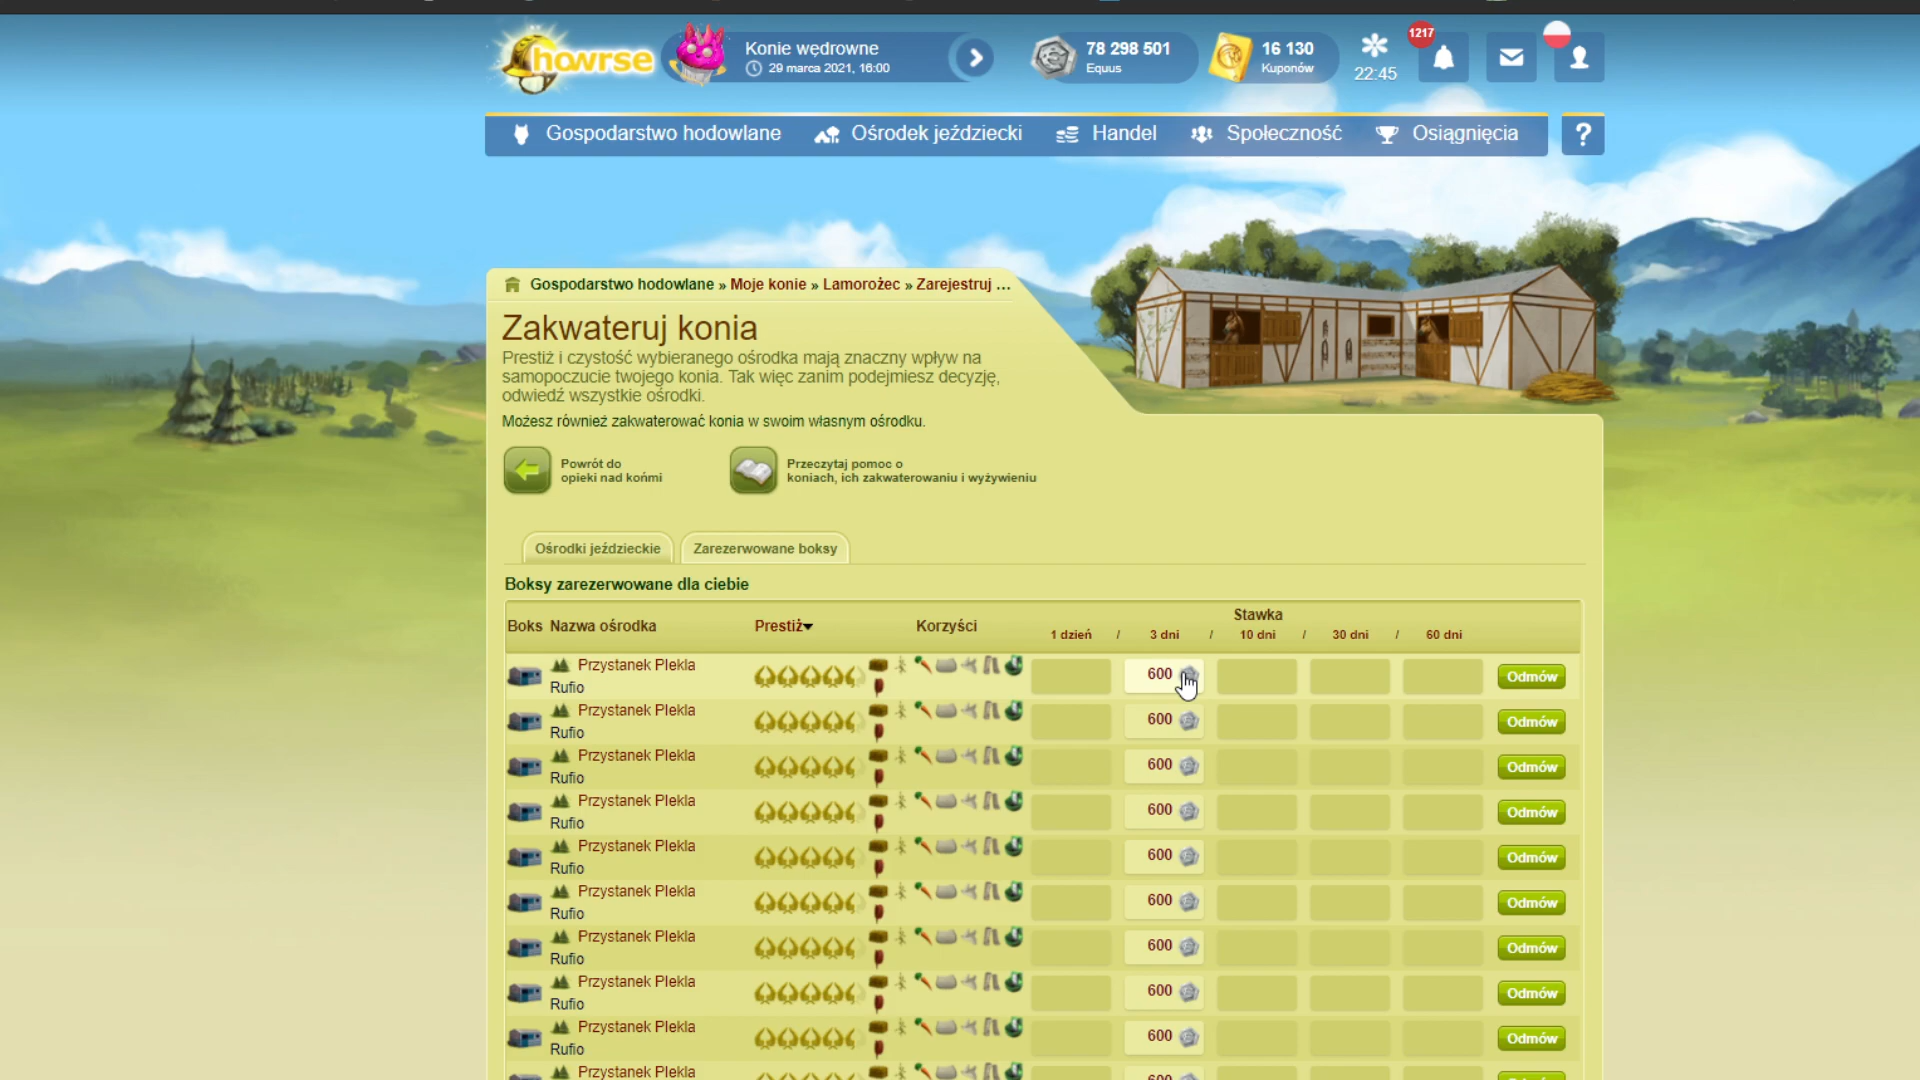 howrse
Konie wędrowne
29 marca 2021, 16:00
78 298 501
Equus
16 130
Kuponów
22:45
1217
Gospodarstwo hodowlane
Ośrodek jeździecki
Handel
Społeczność
Osiągnięcia
?
Gospodarstwo hodowlane » Moje konie » Lamorożec » Zarejestruj ...
Zakwateruj konia
Prestiż i czystość wybieranego ośrodka mają znaczny wpływ na
samopoczucie twojego konia. Tak więc zanim podejmiesz decyzję,
odwiedź wszystkie ośrodki.
Możesz również zakwaterować konia w swoim własnym ośrodku.
Powrót do
opieki nad końmi
Przeczytaj pomoc o
koniach, ich zakwaterowaniu i wyżywieniu
Ośrodki jeździeckie
Zarezerwowane boksy
Boksy zarezerwowane dla ciebie
Boks Nazwa ośrodka Prestiż Korzyści Stawka
1 dzień / 3 dni / 10 dni / 30 dni / 60 dni
Przystanek Plekla 600 Odmów
Rufio
Przystanek Plekla 600 Odmów
Rufio
Przystanek Plekla 600 Odmów
Rufio
Przystanek Plekla 600 Odmów
Rufio
Przystanek Plekla 600 Odmów
Rufio
Przystanek Plekla 600 Odmów
Rufio
Przystanek Plekla 600 Odmów
Rufio
Przystanek Plekla 600 Odmów
Rufio
Przystanek Plekla 600 Odmów
Rufio
Przystanek Plekla 600